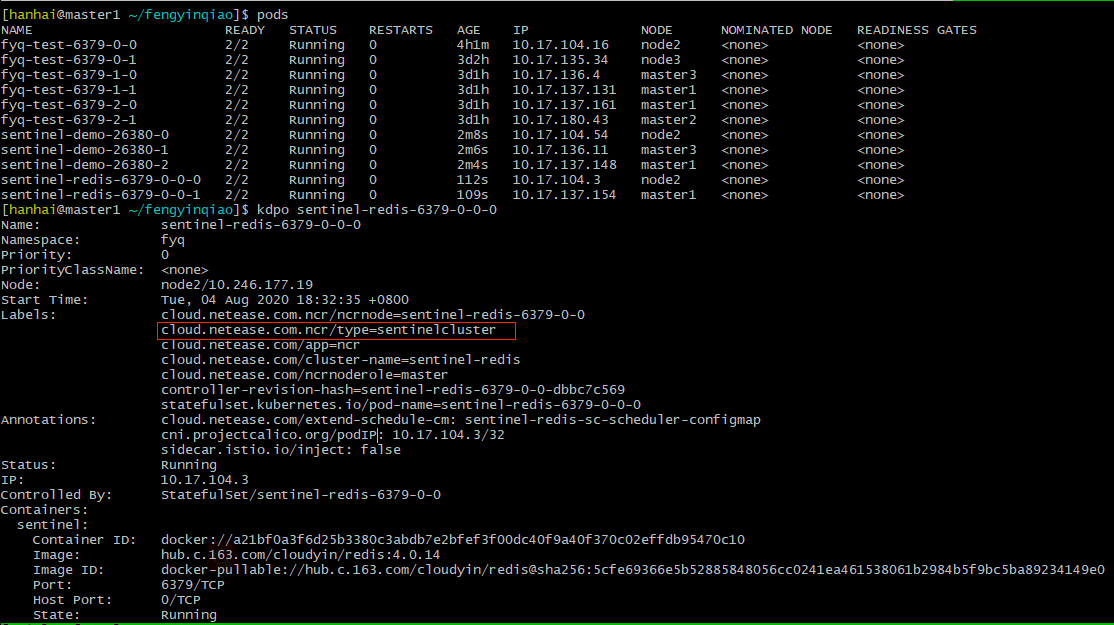 [hanhai@master1 ~/fengyinqiao]$ pods
NAME READY STATUS RESTARTS AGE IP NODE NOMINATED NODE READINESS GATES
fyq-test-6379-0-0 2/2 Running 0 4h1m 10.17.104.16 node2 <none> <none>
fyq-test-6379-0-1 2/2 Running 0 3d2h 10.17.135.34 node3 <none> <none>
fyq-test-6379-1-0 2/2 Running 0 3d1h 10.17.136.4 master3 <none> <none>
fyq-test-6379-1-1 2/2 Running 0 3d1h 10.17.137.131 master1 <none> <none>
fyq-test-6379-2-0 2/2 Running 0 3d1h 10.17.137.161 master1 <none> <none>
fyq-test-6379-2-1 2/2 Running 0 3d1h 10.17.180.43 master2 <none> <none>
sentinel-demo-26380-0 2/2 Running 0 2m8s 10.17.104.54 node2 <none> <none>
sentinel-demo-26380-1 2/2 Running 0 2m6s 10.17.136.11 master3 <none> <none>
sentinel-demo-26380-2 2/2 Running 0 2m4s 10.17.137.148 master1 <none> <none>
sentinel-redis-6379-0-0-0 2/2 Running 0 112s 10.17.104.3 node2 <none> <none>
sentinel-redis-6379-0-0-1 2/2 Running 0 109s 10.17.137.154 master1 <none> <none>
[hanhai@master1 ~/fengyinqiao]$ kdpo sentinel-redis-6379-0-0-0
Name: sentinel-redis-6379-0-0-0
Namespace: fyq
Priority: 0
PriorityClassName: <none>
Node: node2/10.246.177.19
Start Time: Tue, 04 Aug 2020 18:32:35 +0800
Labels: cloud.netease.com.ncr/ncrnode=sentinel-redis-6379-0-0
cloud.netease.com.ncr/type=sentinelcluster
cloud.netease.com/app=ncr
cloud.netease.com/cluster-name=sentinel-redis
cloud.netease.com/ncrnoderole=master
controller-revision-hash=sentinel-redis-6379-0-0-dbbc7c569
statefulset.kubernetes.io/pod-name=sentinel-redis-6379-0-0-0
Annotations: cloud.netease.com/extend-schedule-cm: sentinel-redis-sc-scheduler-configmap
cni.projectcalico.org/podIP: 10.17.104.3/32
sidecar.istio.io/inject: false
Status: Running
IP: 10.17.104.3
Controlled By: StatefulSet/sentinel-redis-6379-0-0
Containers:
sentinel:
Container ID: docker://a21bf0a3f6d25b3380c3abdb7e2bfef3f00dc40f9a40f370c02effdb95470c10
Image: hub.c.163.com/cloudyin/redis:4.0.14
Image ID: docker-pullable://hub.c.163.com/cloudyin/redis@sha256:5cfe69366e5b52885848056cc0241ea461538061b2984b5f9bc5ba89234149e0
Port: 6379/TCP
Host Port: 0/TCP
State: Running